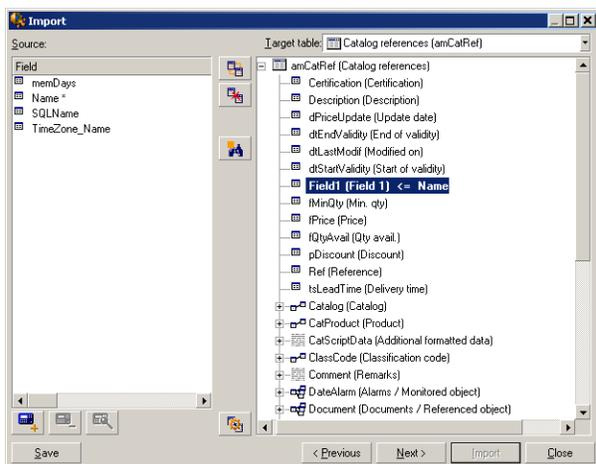 Import
Source:
Target table: Catalog references (amCatRef)
Field
memDays
Name *
SQLName
TimeZone_Name
amCatRef (Catalog references)
Certification (Certification)
Description (Description)
dPriceUpdate (Update date)
dtEndValidity (End of validity)
dtLastModif (Modified on)
dtStartValidity (Start of validity)
Field1 (Field 1) <= Name
fMinQty (Min. qty)
fPrice (Price)
fQtyAvail (Qty avail.)
pDiscount (Discount)
Ref (Reference)
tsLeadTime (Delivery time)
Catalog (Catalog)
CatProduct (Product)
CatScriptData (Additional formatted data)
ClassCode (Classification code)
Comment (Remarks)
DateAlarm (Alarms / Monitored object)
Document (Documents / Referenced object)
Save
< Previous
Next >
Import
Close